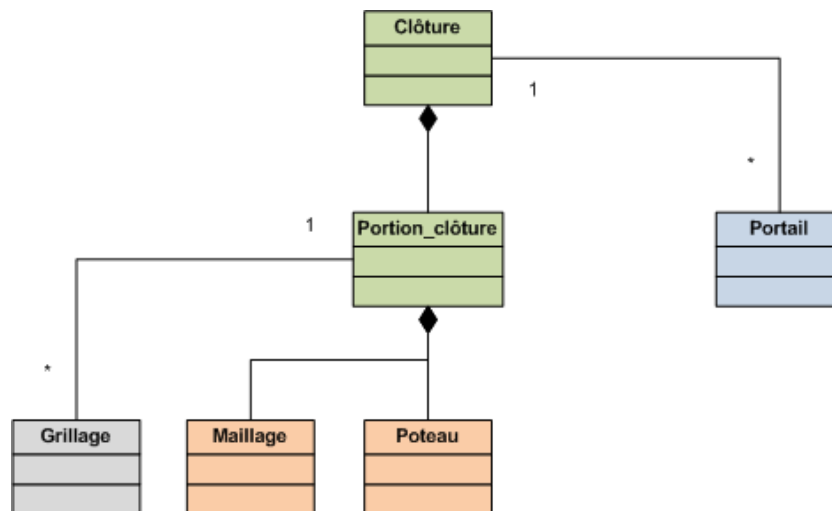 Clôture
1
*
1
Portion_clôture
Portail
*
Grillage
Maillage
Poteau